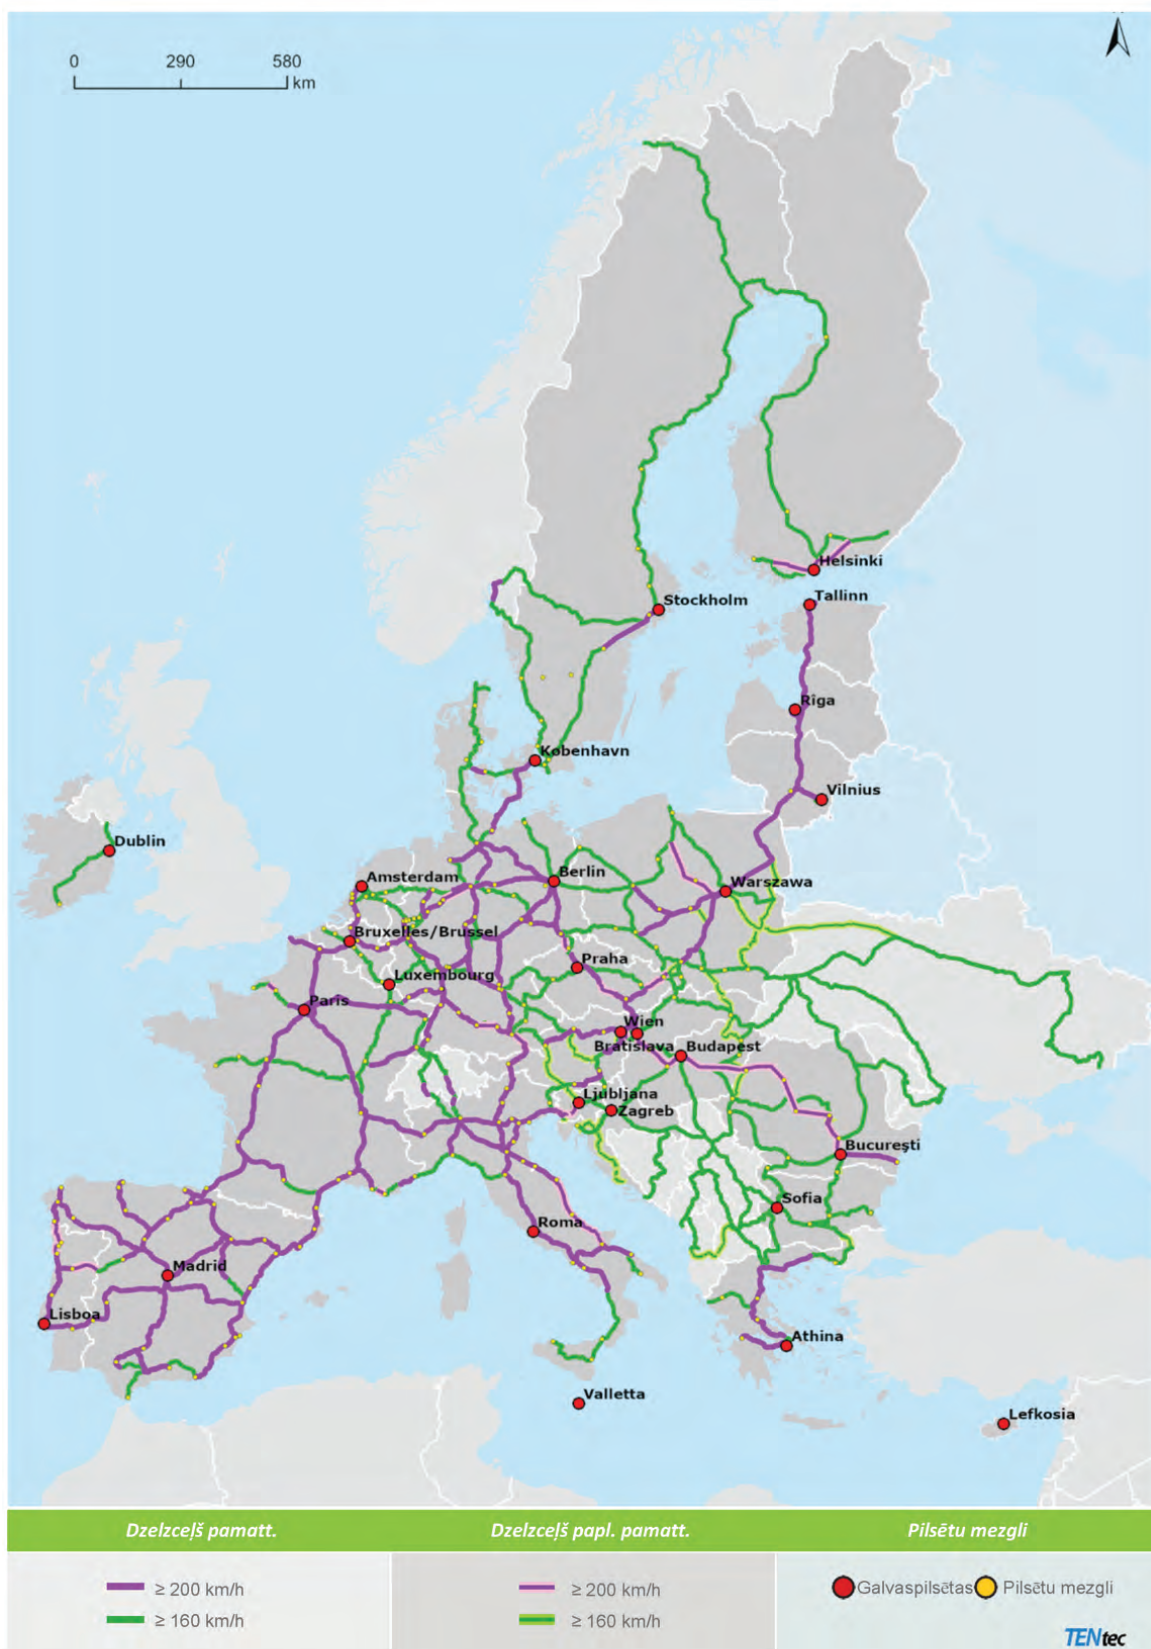 0 290 580
km
Helsinki
Tallinn
Stockholm
Rīga
København
Vilnius
Dublin
Amsterdam
Berlin
Warszawa
Bruxelles/Brussel
Praha
Luxembourg
Paris
Wien
Bratislava
Budapest
Ljubljana
Zagreb
Bucureşti
Sofia
Roma
Madrid
Lisboa
Athina
Valletta
Lefkosia
Dzelzceļš pamatt. Dzelzceļš papl. pamatt. Pilsētu mezgli
≥ 200 km/h ≥ 200 km/h Galvaspilsētas Pilsētu mezgli
≥ 160 km/h ≥ 160 km/h
TENtec